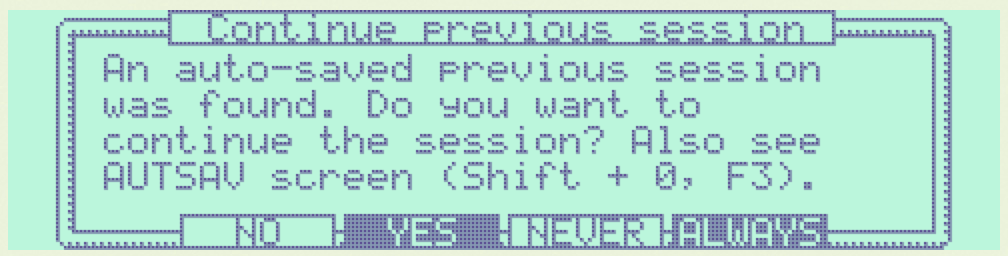 Continue previous session
An auto-saved previous session
was found. Do you want to
continue the session? Also see
AUTSAV screen (Shift + 0, F3).
NO YES NEVER ALWAYS